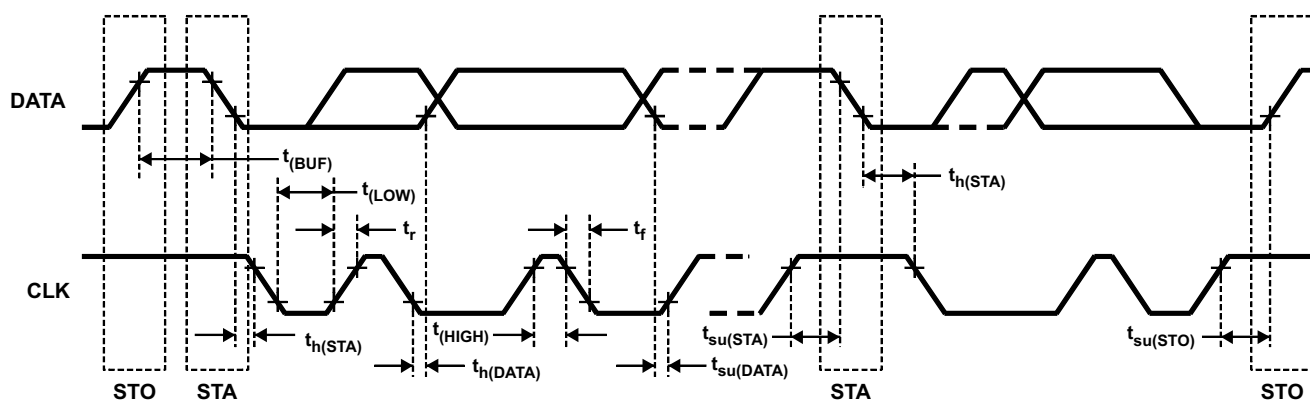 DATA
t(BUF)
t(LOW)
th(STA)
tr
tf
CLK
th(STA)
t(HIGH)
th(DATA)
tsu(DATA)
tsu(STA)
tsu(STO)
STO
STA
STA
STO